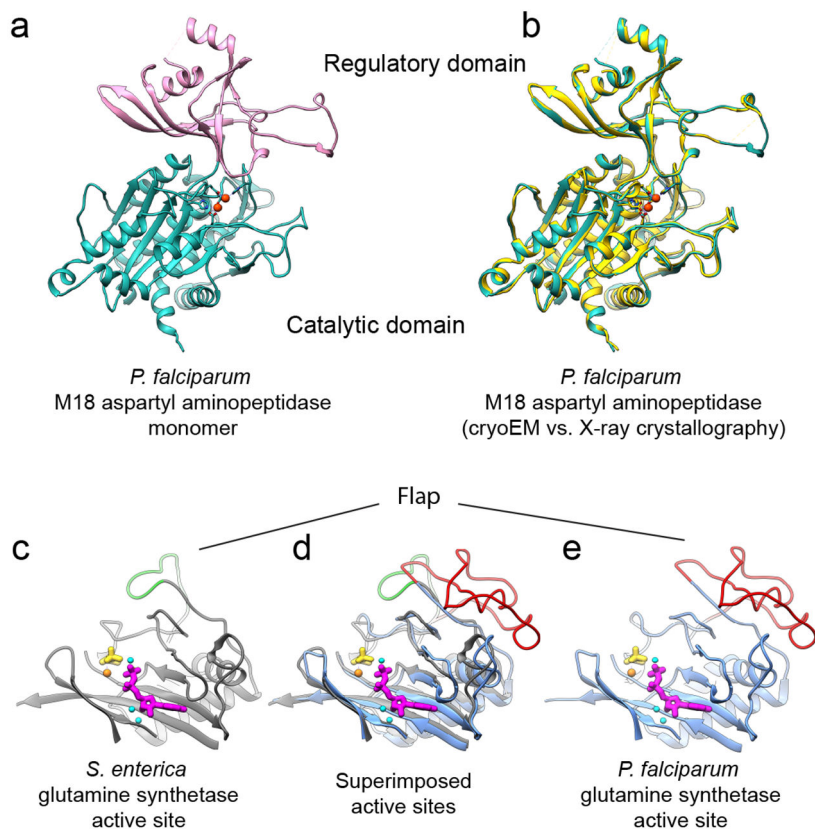 a
b
Regulatory domain
Catalytic domain
P. falciparum
M18 aspartyl aminopeptidase
monomer
P. falciparum
M18 aspartyl aminopeptidase
(cryoEM vs. X-ray crystallography)
Flap
c
d
e
S. enterica
glutamine synthetase
active site
Superimposed
active sites
P. falciparum
glutamine synthetase
active site